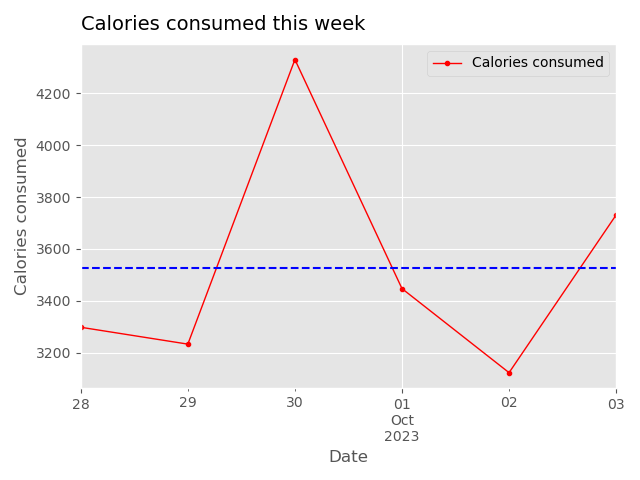 Calories consumed this week
Calories consumed
4200
4000
3800
3600
3400
3200
Calories consumed
28
29
30
01
Oct
2023
02
03
Date